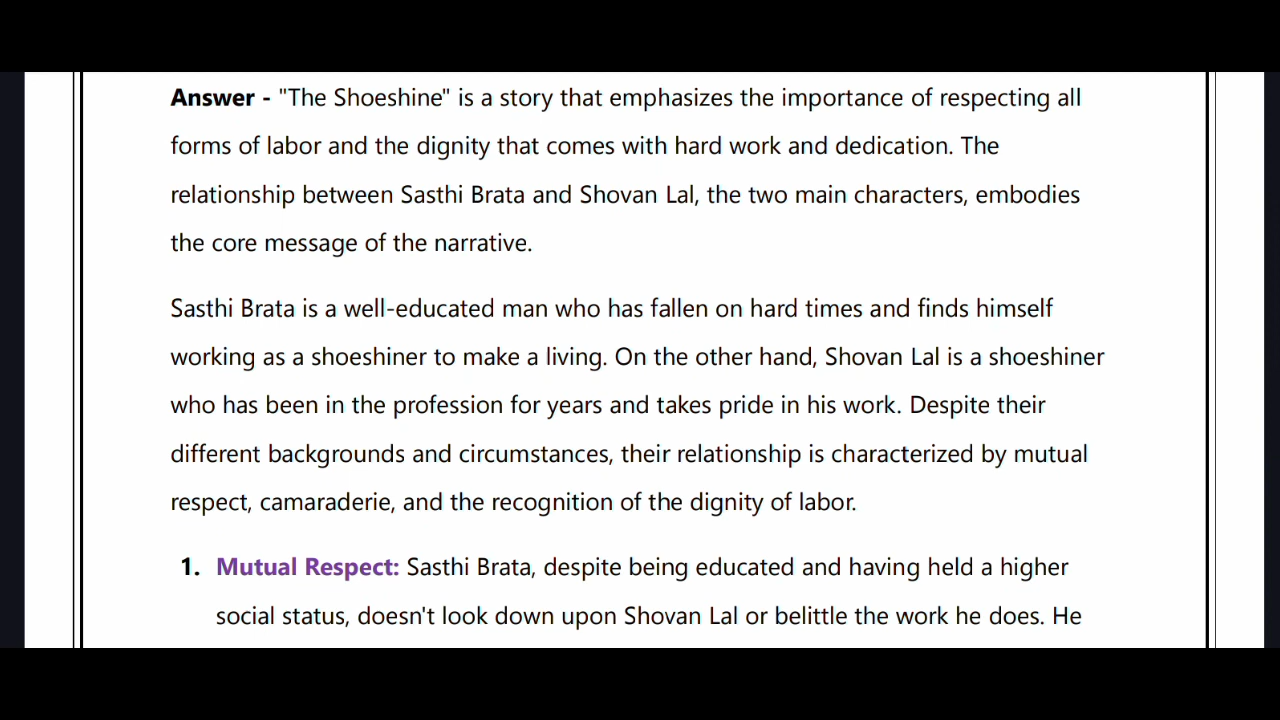 Answer - "The Shoeshine" is a story that emphasizes the importance of respecting all
forms of labor and the dignity that comes with hard work and dedication. The
relationship between Sasthi Brata and Shovan Lal, the two main characters, embodies
the core message of the narrative.
Sasthi Brata is a well-educated man who has fallen on hard times and finds himself
working as a shoeshiner to make a living. On the other hand, Shovan Lal is a shoeshiner
who has been in the profession for years and takes pride in his work. Despite their
different backgrounds and circumstances, their relationship is characterized by mutual
respect, camaraderie, and the recognition of the dignity of labor.
1. Mutual Respect: Sasthi Brata, despite being educated and having held a higher
social status, doesn't look down upon Shovan Lal or belittle the work he does. He